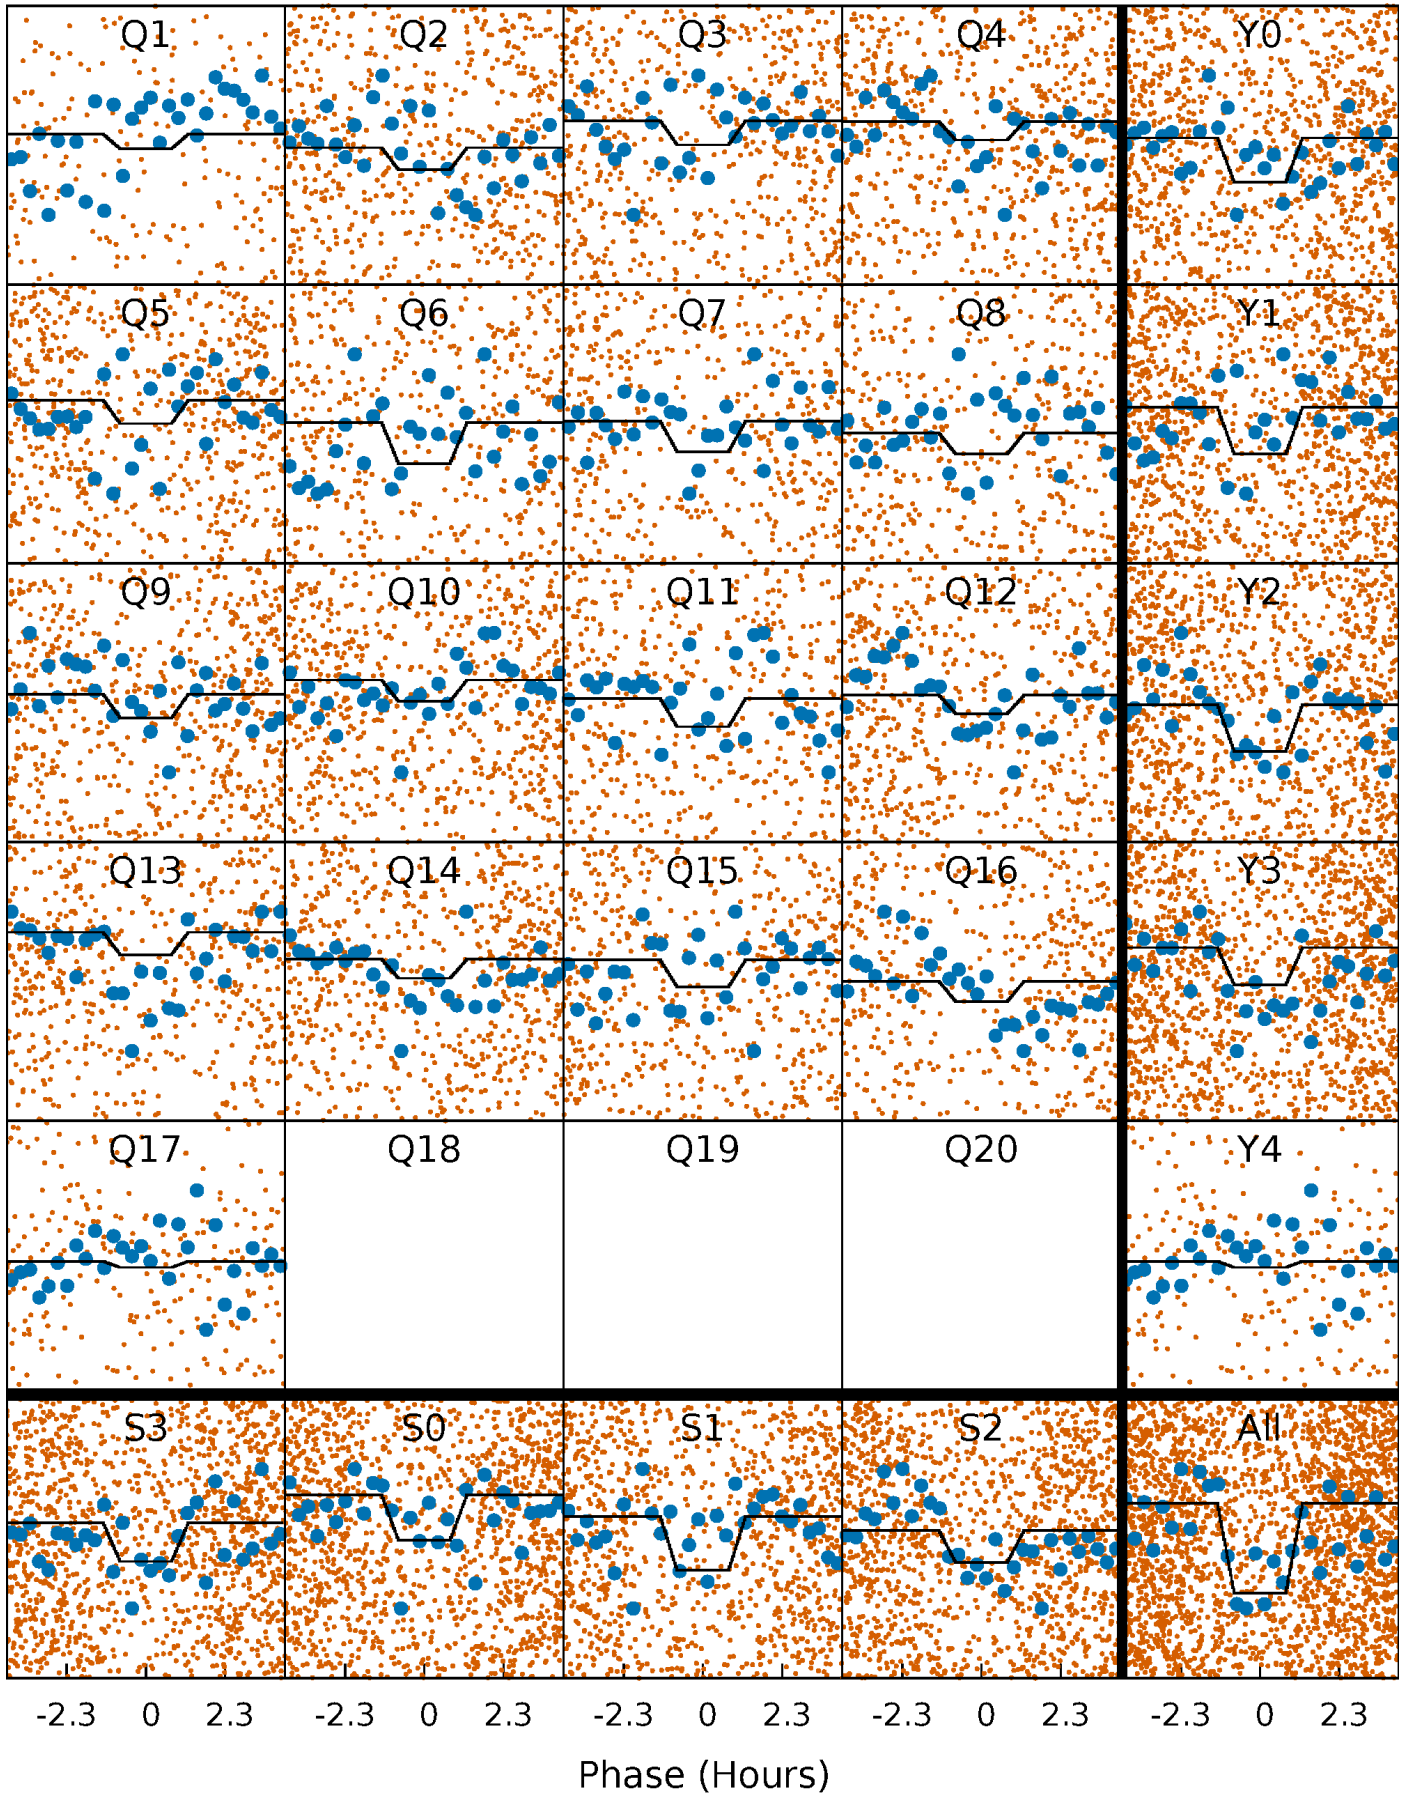 Q1 Q2 Q3 Q4 Y0
Q5 Q6 Q7 Q8 Y1
Q9 Q10 Q11 Q12 Y2
Q13 Q14 Q15 Q16 Y3
Q17 Q18 Q19 Q20 Y4
S3 S0 S1 S2 All
-2.3 0 2.3 -2.3 0 2.3 -2.3 0 2.3 -2.3 0 2.3 -2.3 0 2.3
Phase (Hours)